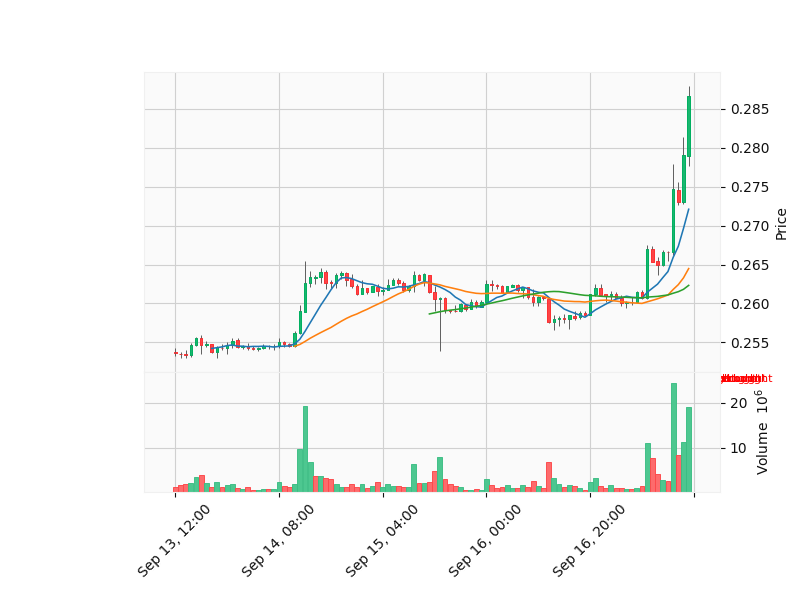 0.285
0.280
0.275
0.270
0.265
0.260
0.255
Price
20
10
Volume 10^6
Sep 13, 12:00
Sep 14, 08:00
Sep 15, 04:00
Sep 16, 00:00
Sep 16, 20:00